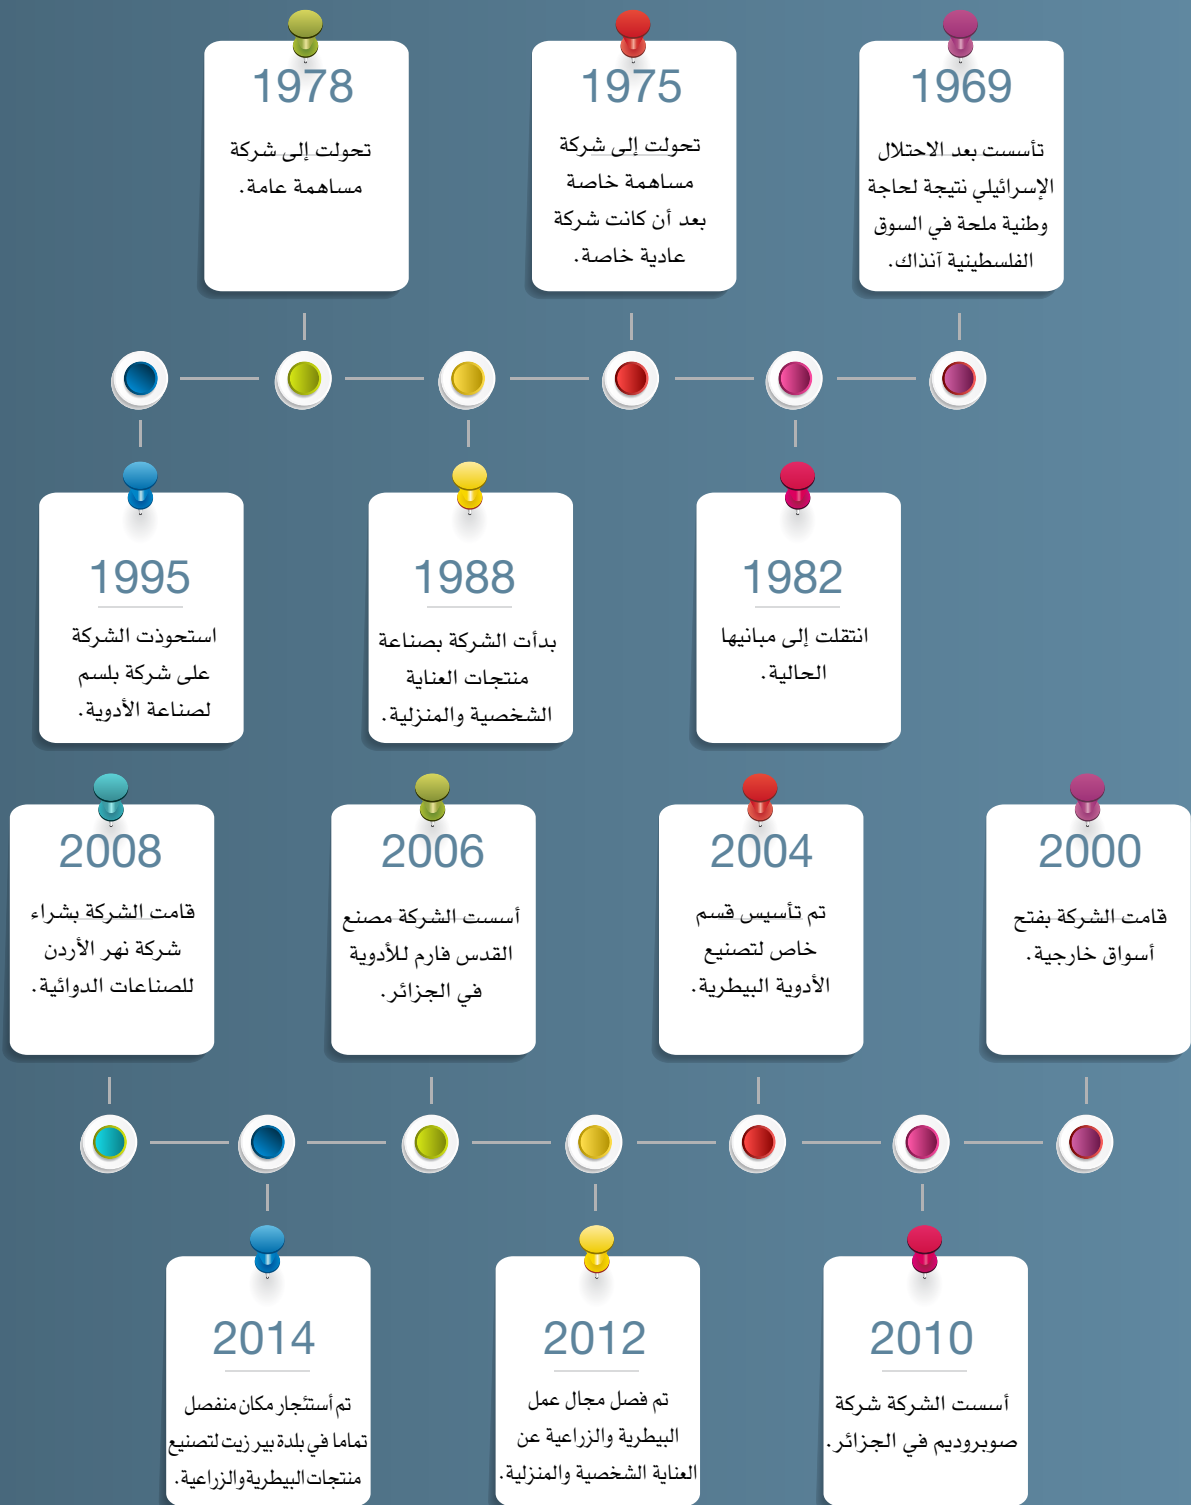 1969
تأسست بعد الاحتلال
الإسرائيلي نتيجة لحاجة
وطنية ملحة في السوق
الفلسطينية آنذاك.
1975
تحولت إلى شركة
مساهمة خاصة
بعد أن كانت شركة
عادية خاصة.
1978
تحولت إلى شركة
مساهمة عامة.
1982
انتقلت إلى مبانيها
الحالية.
1988
بدأت الشركة بصناعة
منتجات العناية
الشخصية والمنزلية.
1995
استحوذت الشركة
على شركة بلسم
لصناعة الأدوية.
2000
قامت الشركة بفتح
أسواق خارجية.
2004
تم تأسيس قسم
خاص لتصنيع
الأدوية البيطرية.
2006
أسست الشركة مصنع
القدس فارم للأدوية
في الجزائر.
2008
قامت الشركة بشراء
شركة نهر الأردن
للصناعات الدوائية.
2010
أسست الشركة شركة
صوبروديم في الجزائر.
2012
تم فصل مجال عمل
البيطرية والزراعية عن
العناية الشخصية والمنزلية.
2014
تم أستئجار مكان منفصل
تماما في بلدة بير زيت لتصنيع
منتجات البيطرية والزراعية.